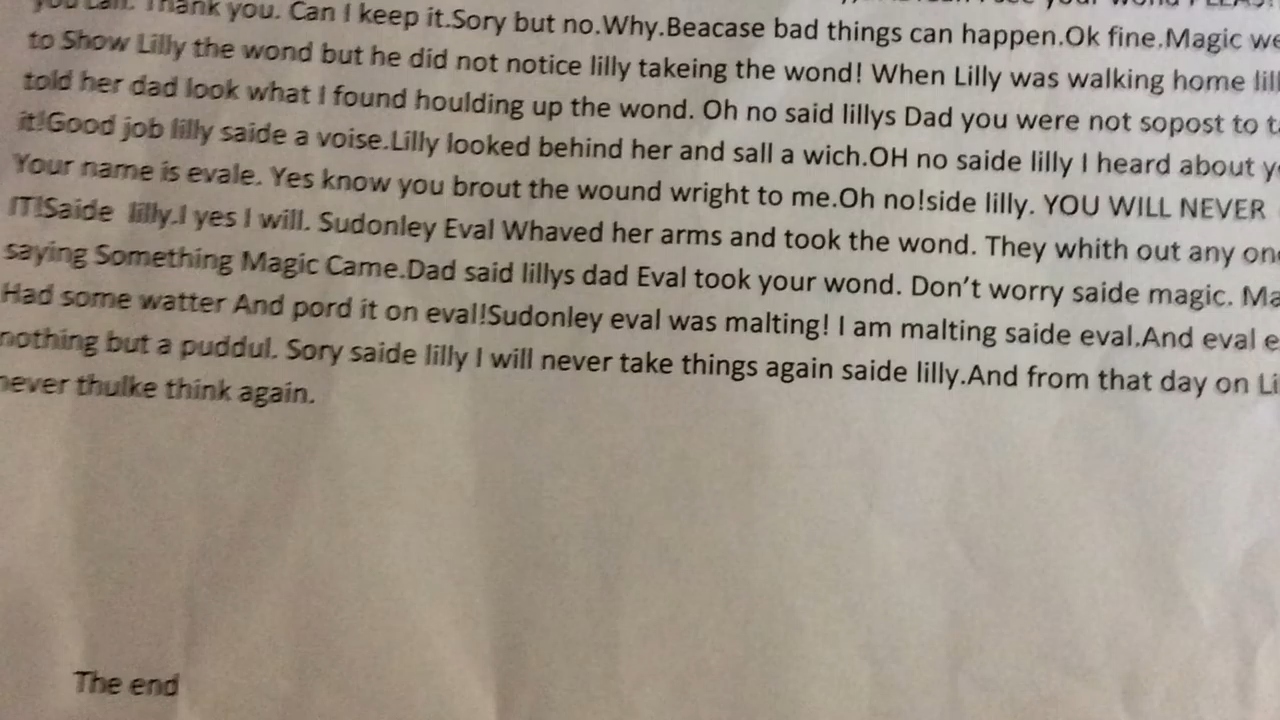 you can. Thank you. Can I keep it.Sory but no.Why.Beacase bad things can happen.Ok fine.Magic we
to Show Lilly the wond but he did not notice lilly takeing the wond! When Lilly was walking home lill
told her dad look what I found houlding up the wond. Oh no said lillys Dad you were not sopost to ta
it!Good job lilly saide a voise.Lilly looked behind her and sall a wich.OH no saide lilly I heard about yo
Your name is evale. Yes know you brout the wound wright to me.Oh no!side lilly. YOU WILL NEVER
IT!Saide lilly.I yes I will. Sudonley Eval Whaved her arms and took the wond. They whith out any one
saying Something Magic Came.Dad said lillys dad Eval took your wond. Don't worry saide magic. Ma
Had some watter And pord it on eval!Sudonley eval was malting! I am malting saide eval.And eval e
nothing but a puddul. Sory saide lilly I will never take things again saide lilly.And from that day on Li
never thulke think again.
The end